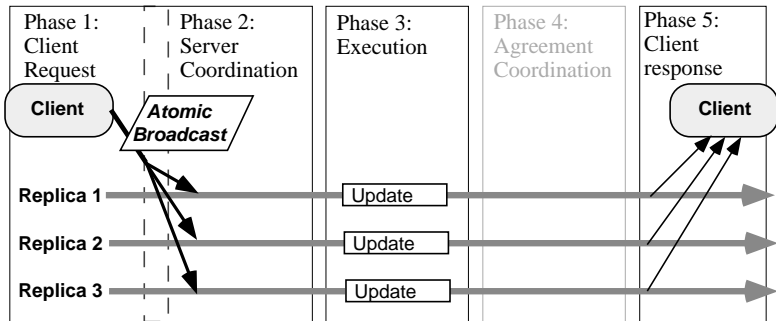 Phase 1:
Client
Request
Phase 2:
Server
Coordination
Phase 3:
Execution
Phase 4:
Agreement
Coordination
Phase 5:
Client
response
Client
Atomic
Broadcast
Client
Replica 1
Update
Replica 2
Update
Replica 3
Update